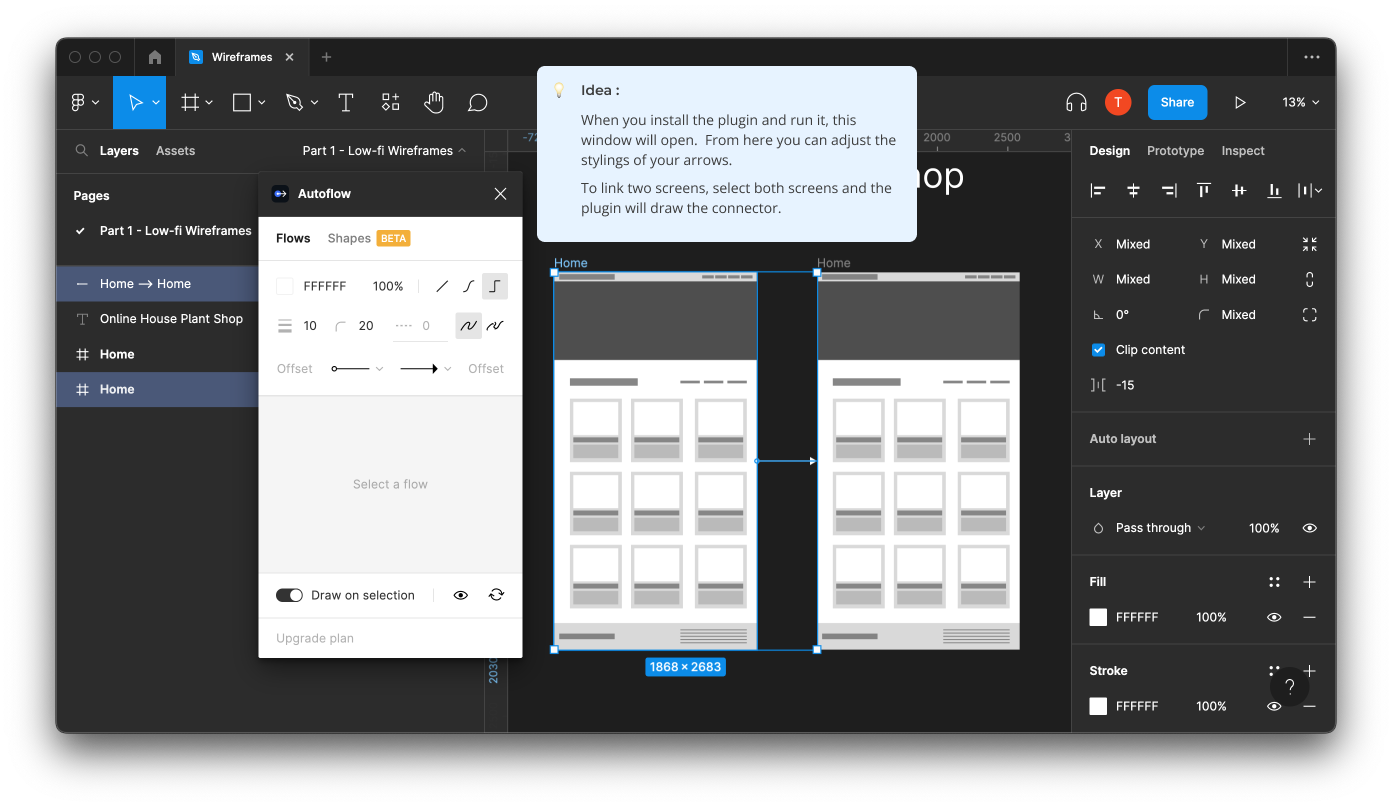 Wireframes
Idea :
When you install the plugin and run it, this
window will open. From here you can adjust the
stylings of your arrows.
To link two screens, select both screens and the
plugin will draw the connector.
T
Share
13%
Layers
Assets
Part 1 - Low-fi Wireframes
2000
2500
Design
Prototype
Inspect
Pages
Part 1 - Low-fi Wireframes
Home → Home
Online House Plant Shop
Home
Home
Autoflow
Flows
Shapes
BETA
FFFFFF
100%
10
20
0
Offset
Offset
Select a flow
Draw on selection
Upgrade plan
Home
Home
1868 × 2683
2030
X
Mixed
Y
Mixed
W
Mixed
H
Mixed
0°
Mixed
Clip content
-15
Auto layout
Layer
Pass through
100%
Fill
FFFFFF
100%
Stroke
?
FFFFFF
100%